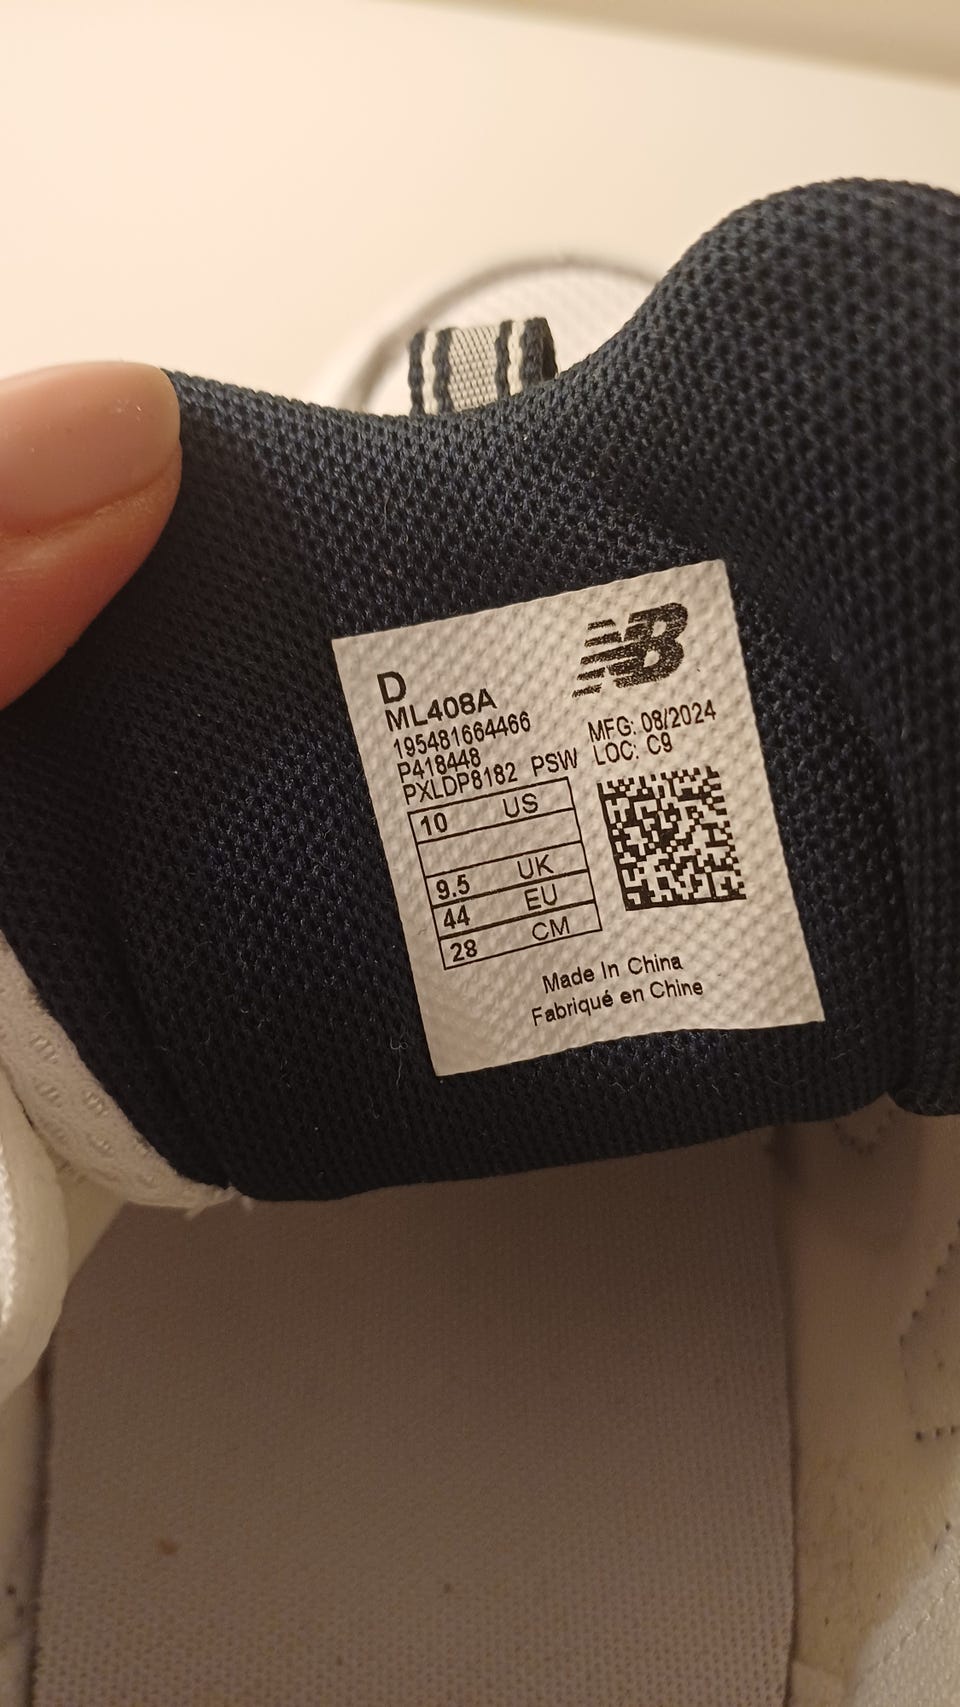 D
NB
ML408A
195481664466
P418448
PXLDP8182 PSW
MFG: 08/2024
LOC: C9
10 US
9.5 UK
44 EU
28 CM
Made In China
Fabriqué en Chine